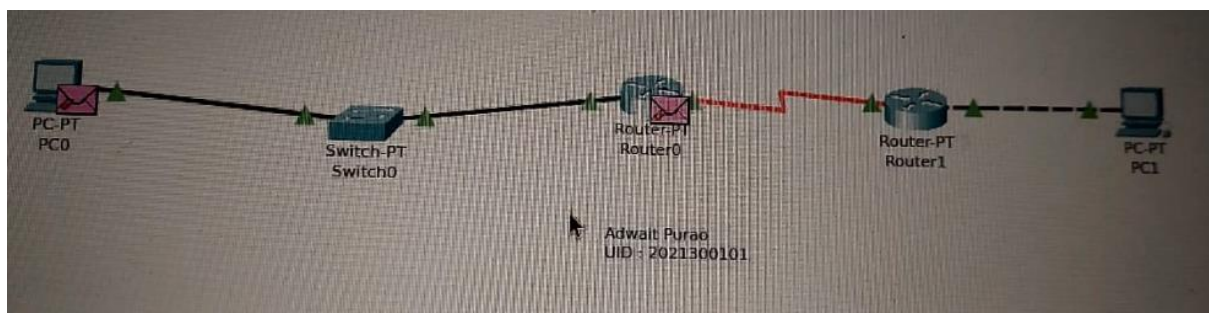 PC-PT
PC0
Switch-PT
Switch0
Router-PT
Router0
Router-PT
Router1
PC-PT
PC1
Adwait Purao
UID : 2021300101